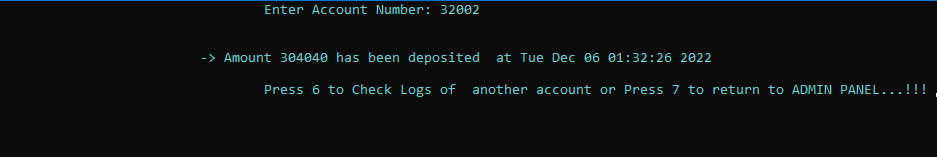 Enter Account Number: 32002
-> Amount 304040 has been deposited  at Tue Dec 06 01:32:26 2022
Press 6 to Check Logs of  another account or Press 7 to return to ADMIN PANEL...!!!